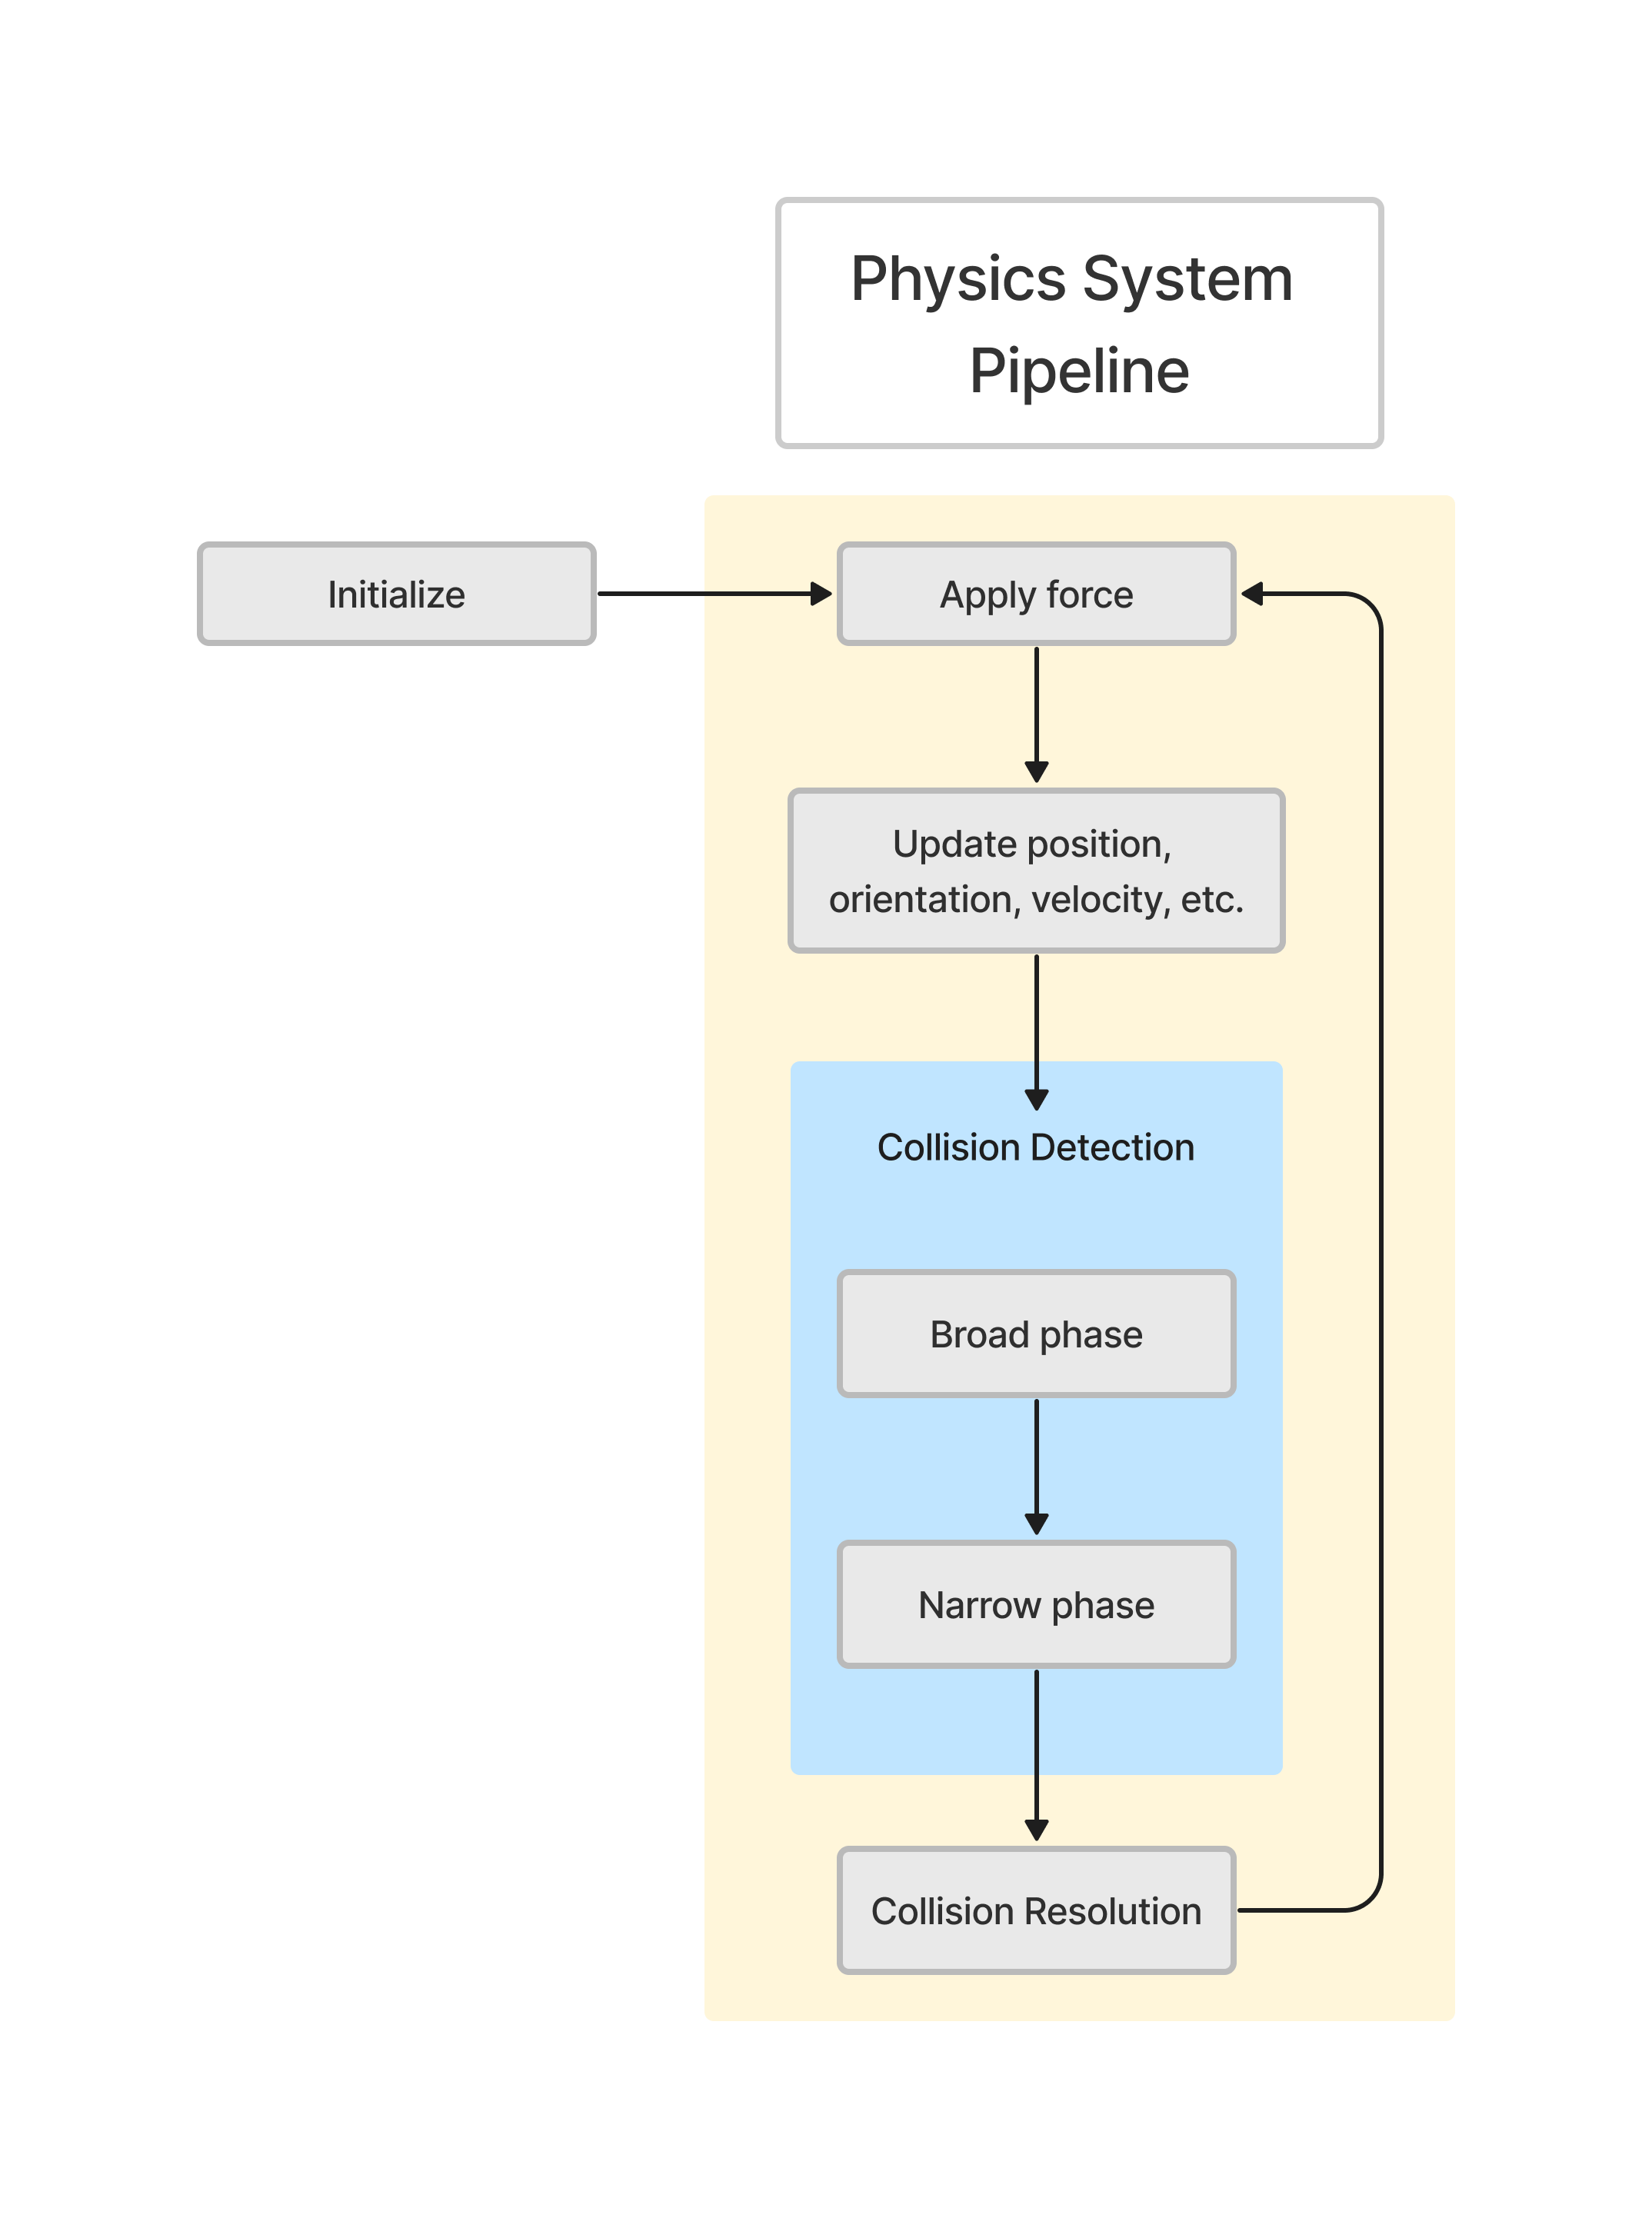 Physics System
Pipeline
Initialize
Apply force
Update position,
orientation, velocity, etc.
Collision Detection
Broad phase
Narrow phase
Collision Resolution